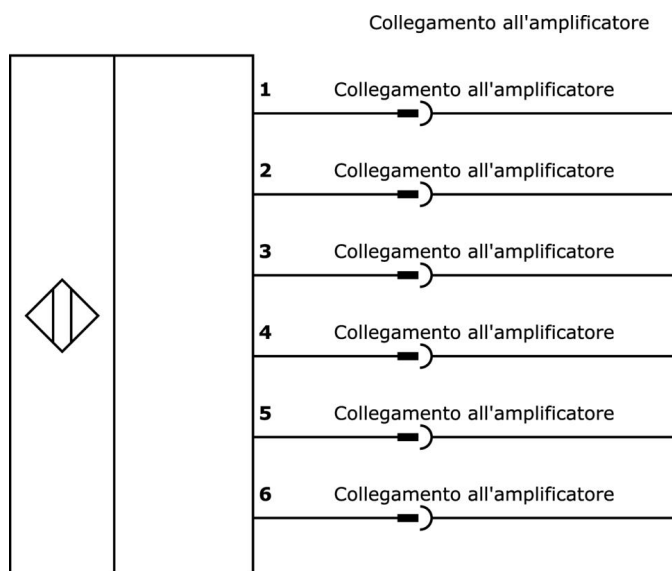 Collegamento all'amplificatore
1 Collegamento all'amplificatore
2 Collegamento all'amplificatore
3 Collegamento all'amplificatore
4 Collegamento all'amplificatore
5 Collegamento all'amplificatore
6 Collegamento all'amplificatore